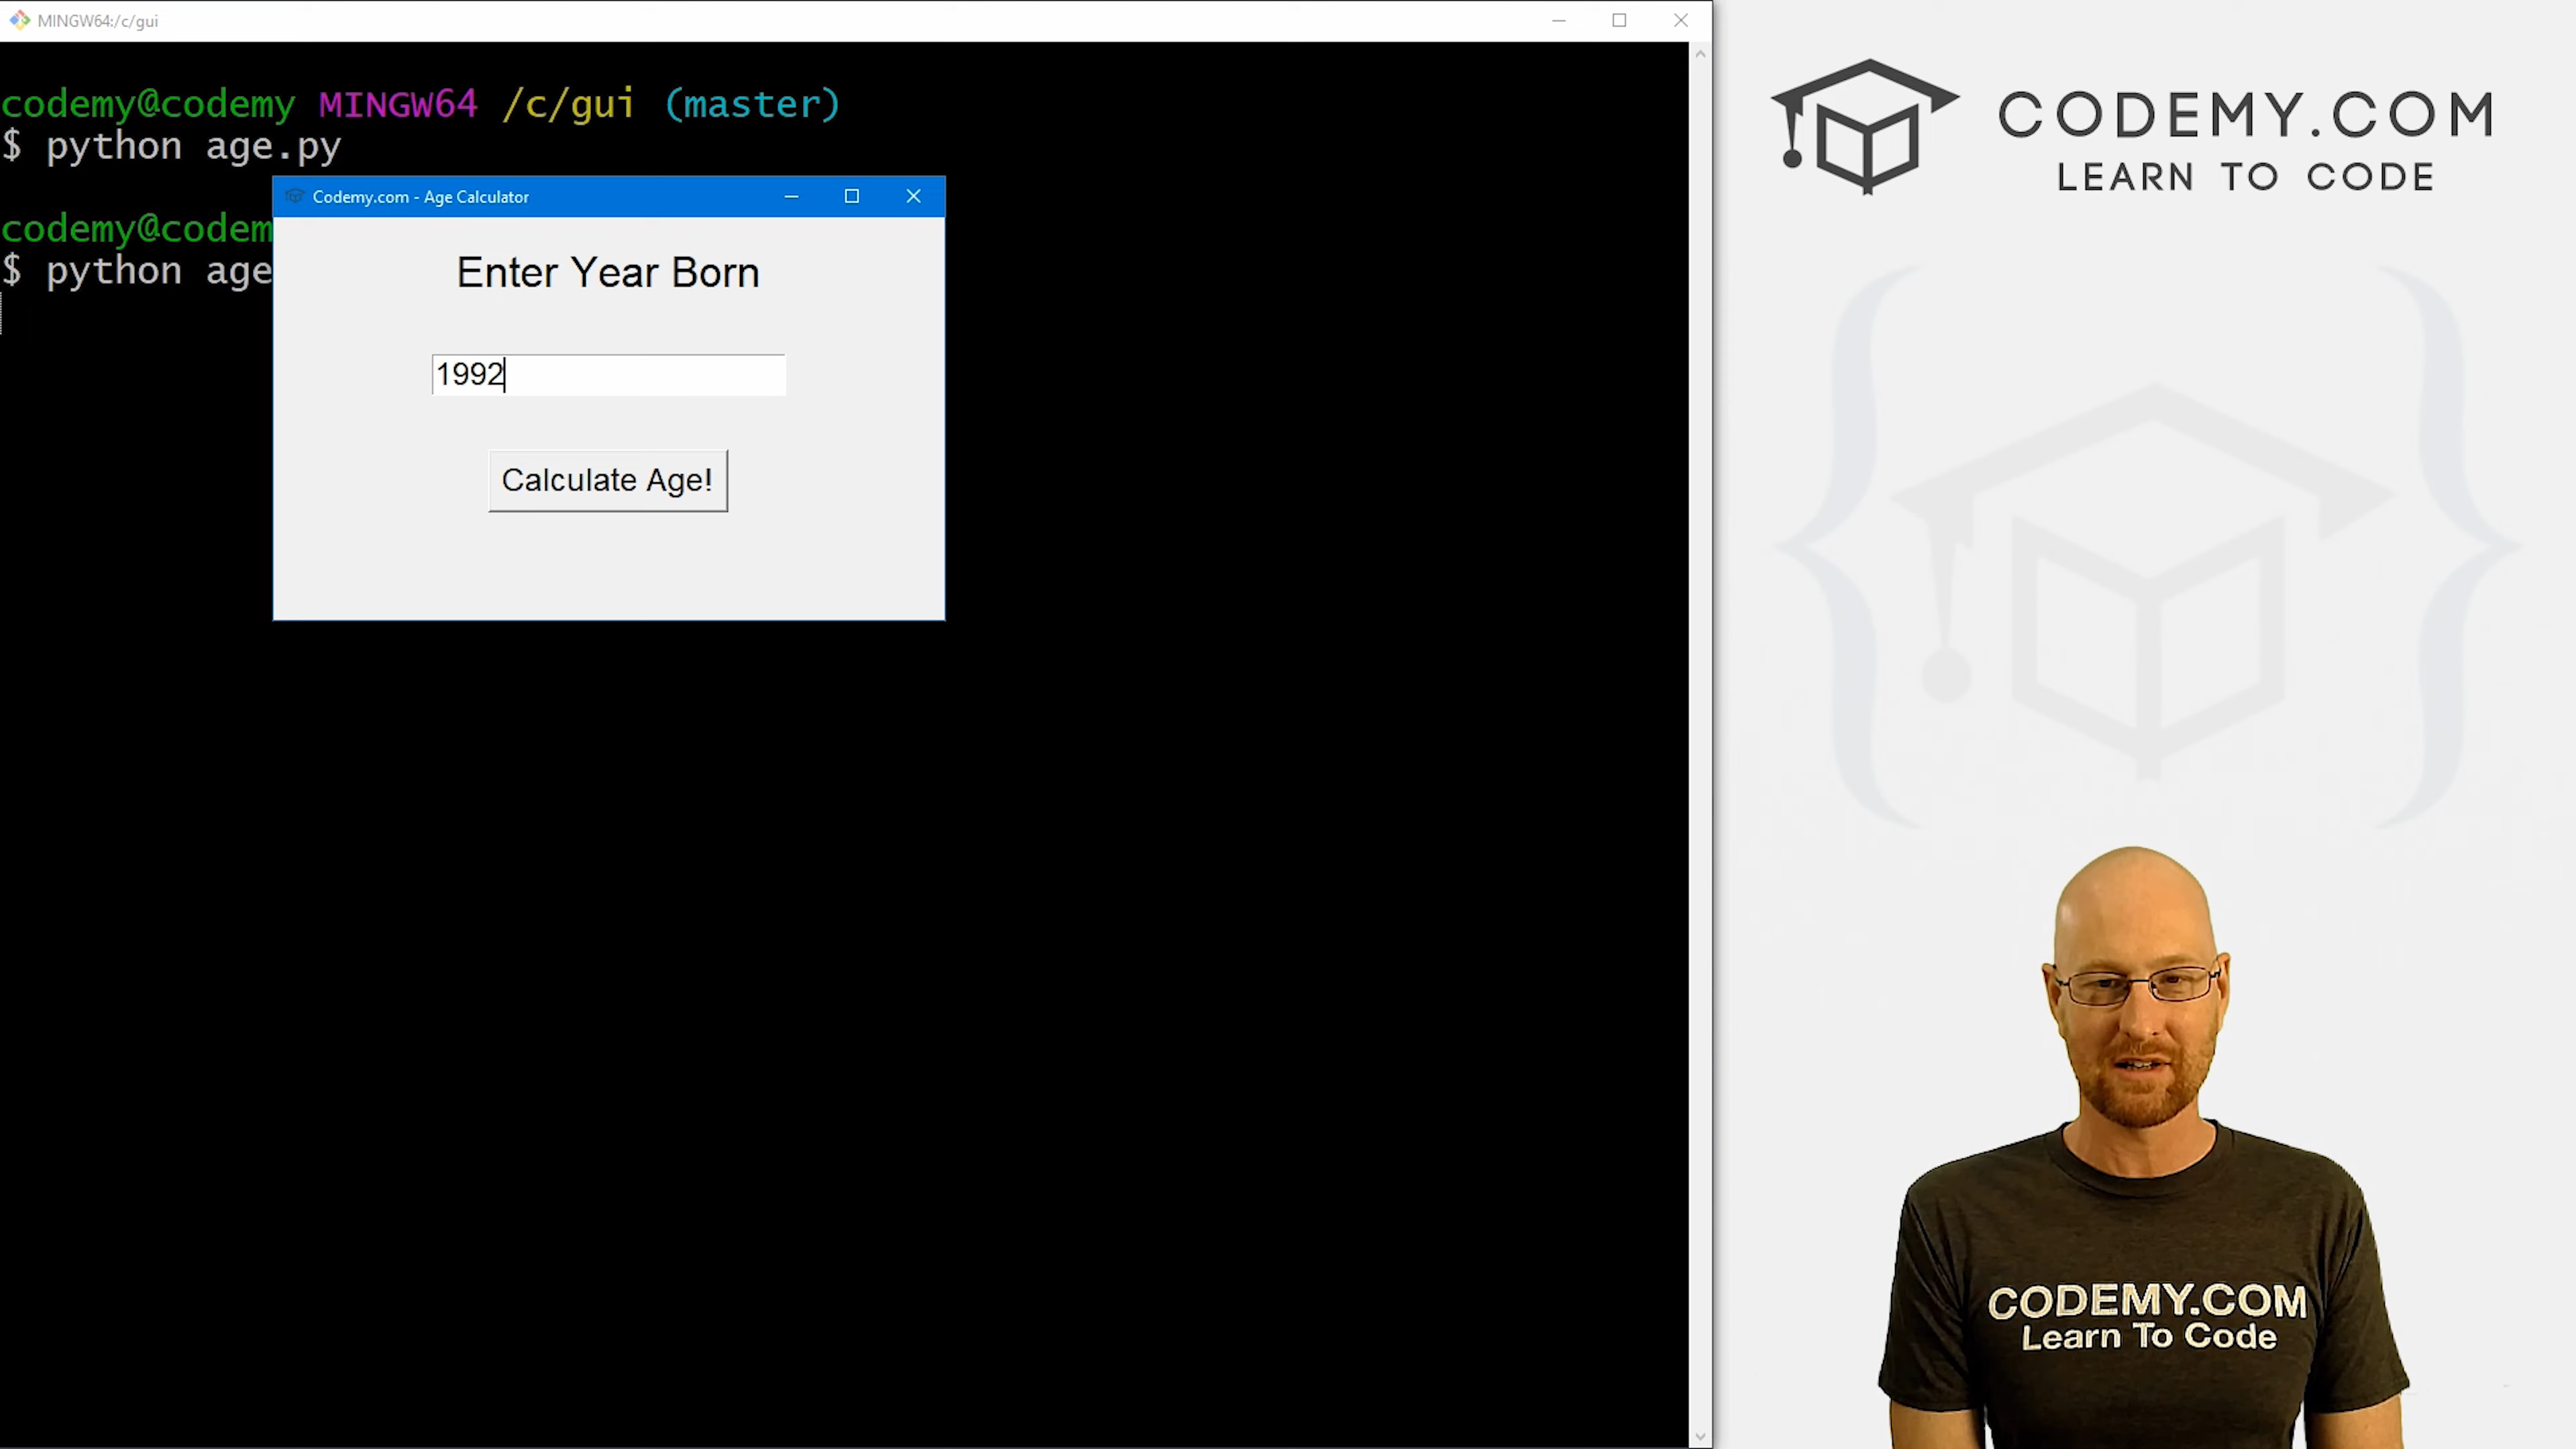 MINGW64:/c/gui
codemy@codemy MINGW64 /c/gui (master)
$ python age.py
codemy@codem
$ python age
Codemy.com - Age Calculator
Enter Year Born
1992
Calculate Age!
CODEMY.COM
LEARN TO CODE
CODEMY.COM
Learn To Code